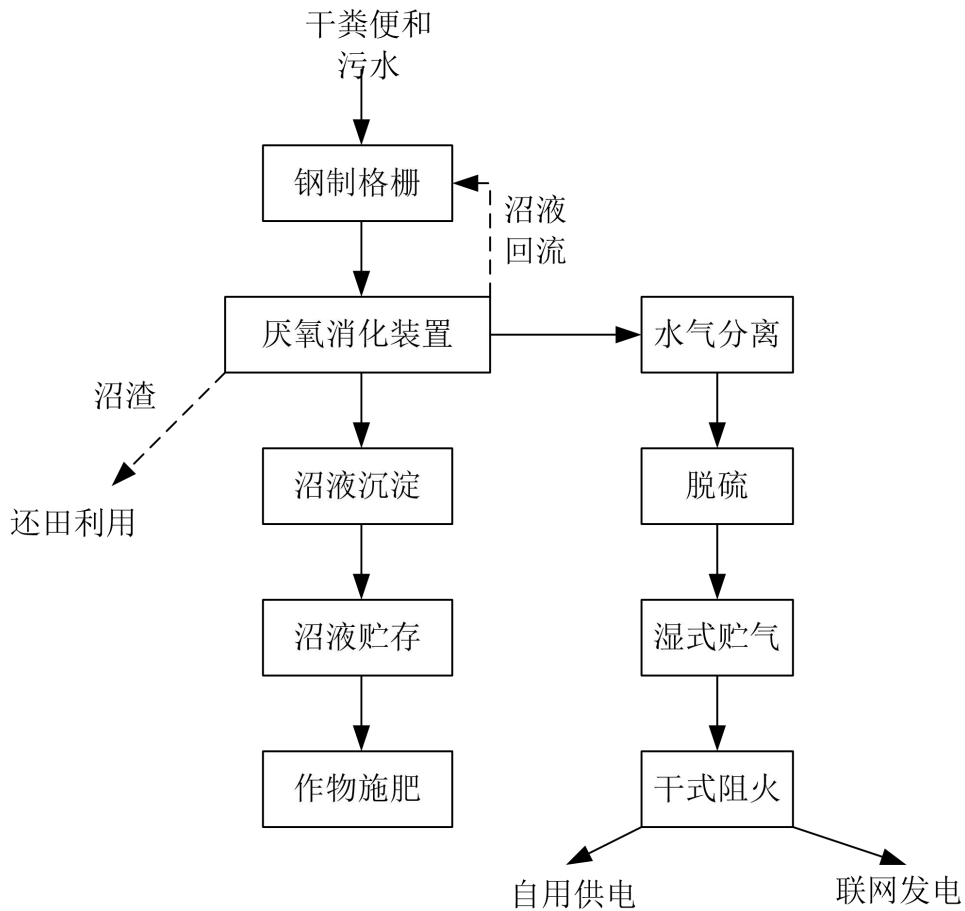 干粪便和
污水
钢制格栅
沼液
回流
厌氧消化装置
水气分离
沼渣
沼液沉淀
脱硫
还田利用
沼液贮存
湿式贮气
作物施肥
干式阻火
自用供电
联网发电